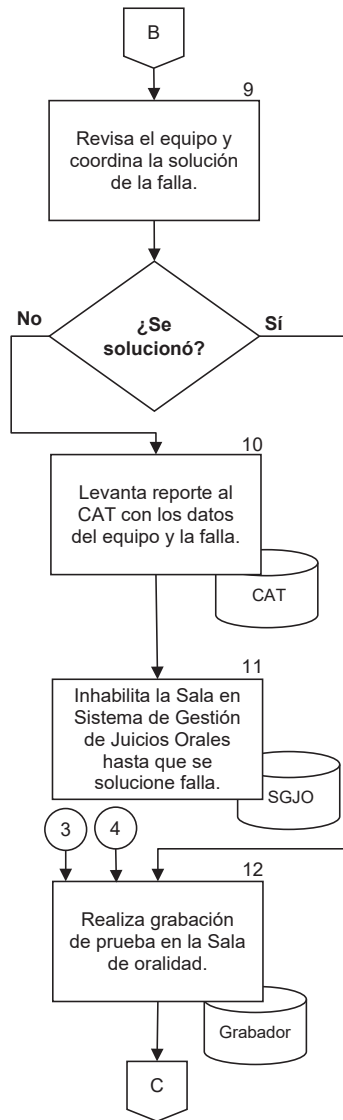 B
9
Revisa el equipo y
coordina la solución
de la falla.
No
¿Se
solucionó?
Sí
10
Levanta reporte al
CAT con los datos
del equipo y la falla.
CAT
11
Inhabilita la Sala en
Sistema de Gestión
de Juicios Orales
hasta que se
solucione falla.
SGJO
3
4
12
Realiza grabación
de prueba en la Sala
de oralidad.
Grabador
C